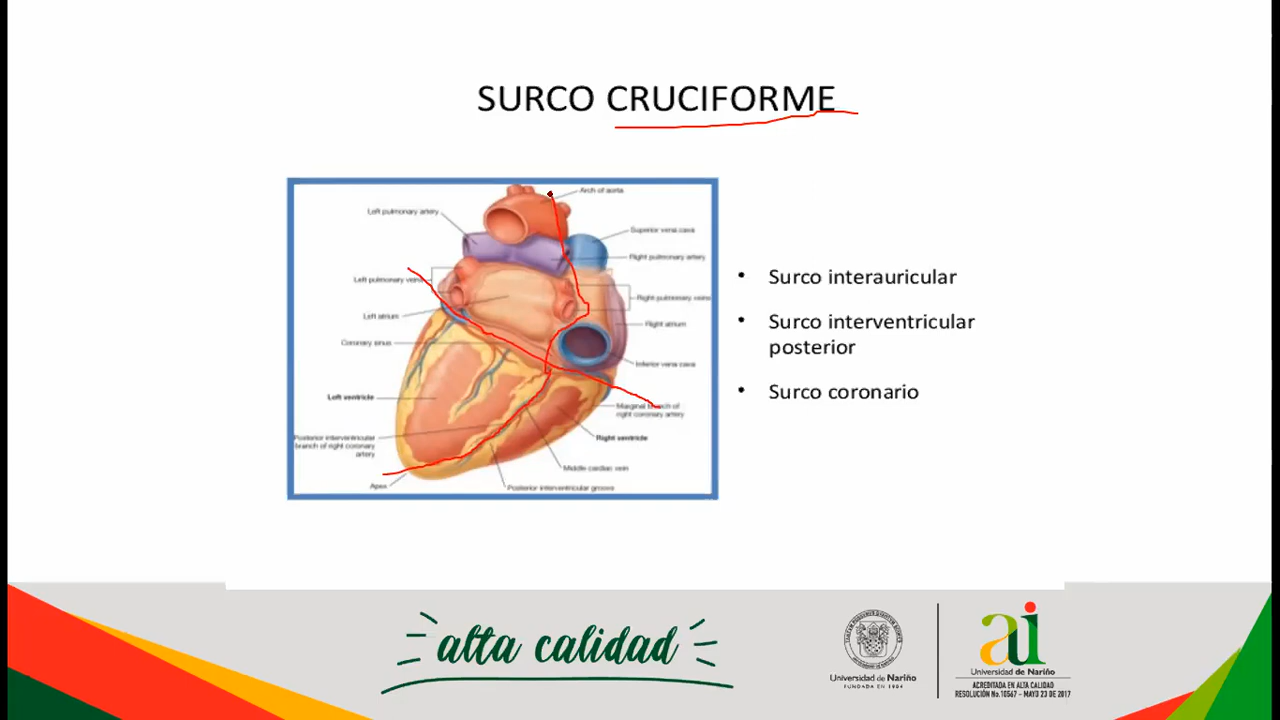 SURCO CRUCIFORME
Arch of aorta
Left pulmonary artery
Superior vena cava
Right pulmonary artery
Left pulmonary veins
Right pulmonary veins
Left atrium
Right atrium
Coronary sinus
Inferior vena cava
Left ventricle
Marginal branch of
right coronary artery
Posterior interventricular
branch of right coronary
artery
Right ventricle
Middle cardiac vein
Apex
Posterior interventricular groove
• Surco interauricular
• Surco interventricular
posterior
• Surco coronario
alta calidad
Universidad de Nariño
FUNDADA EN 1904
aui
Universidad de Nariño
ACREDITADA EN ALTA CALIDAD
RESOLUCIÓN No.10567 - MAYO 23 DE 2017